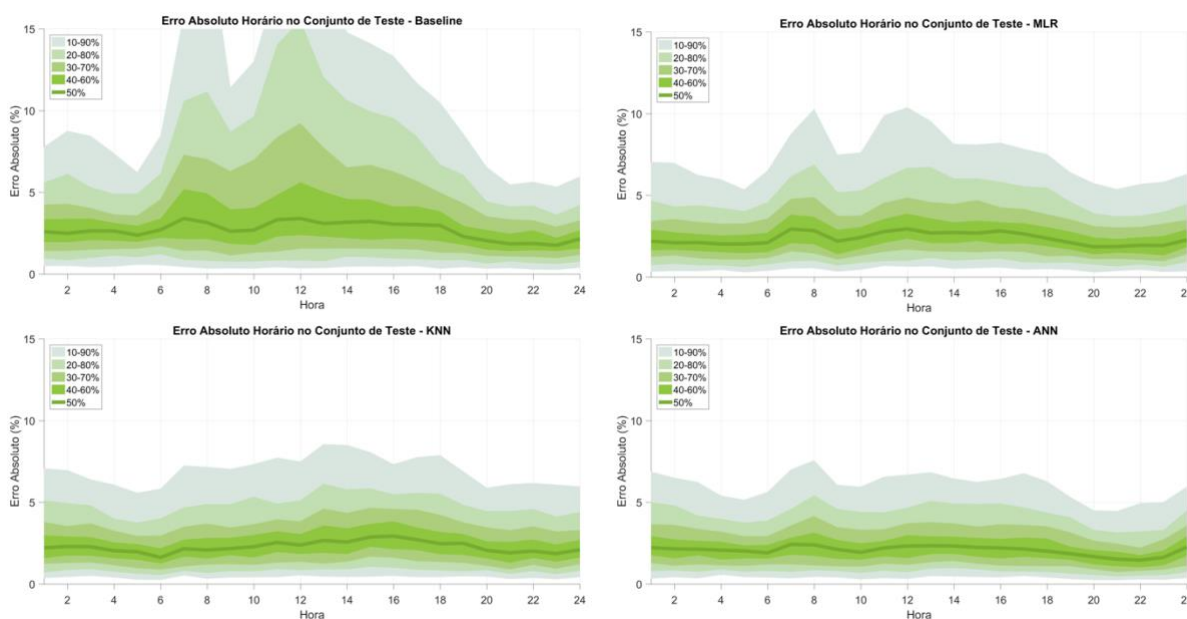 Erro Absoluto Horário no Conjunto de Teste - Baseline
15
10
5
0
Erro Absoluto (%)
10-90%
20-80%
30-70%
40-60%
50%
2 4 6 8 10 12 14 16 18 20 22 24
Hora
Erro Absoluto Horário no Conjunto de Teste - MLR
15
10
5
0
Erro Absoluto (%)
10-90%
20-80%
30-70%
40-60%
50%
2 4 6 8 10 12 14 16 18 20 22 24
Hora
Erro Absoluto Horário no Conjunto de Teste - KNN
15
10
5
0
Erro Absoluto (%)
10-90%
20-80%
30-70%
40-60%
50%
2 4 6 8 10 12 14 16 18 20 22 24
Hora
Erro Absoluto Horário no Conjunto de Teste - ANN
15
10
5
0
Erro Absoluto (%)
10-90%
20-80%
30-70%
40-60%
50%
2 4 6 8 10 12 14 16 18 20 22 2
Hora